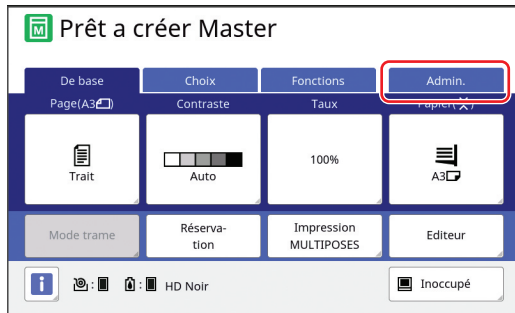 Prêt a créer Master
De base Choix Fonctions Admin.
Page(A3) Contraste Taux Papier( )
Trait Auto 100% A3
Mode trame Réserva-
tion Impression
MULTIPOSES Editeur
: : HD Noir Inoccupé